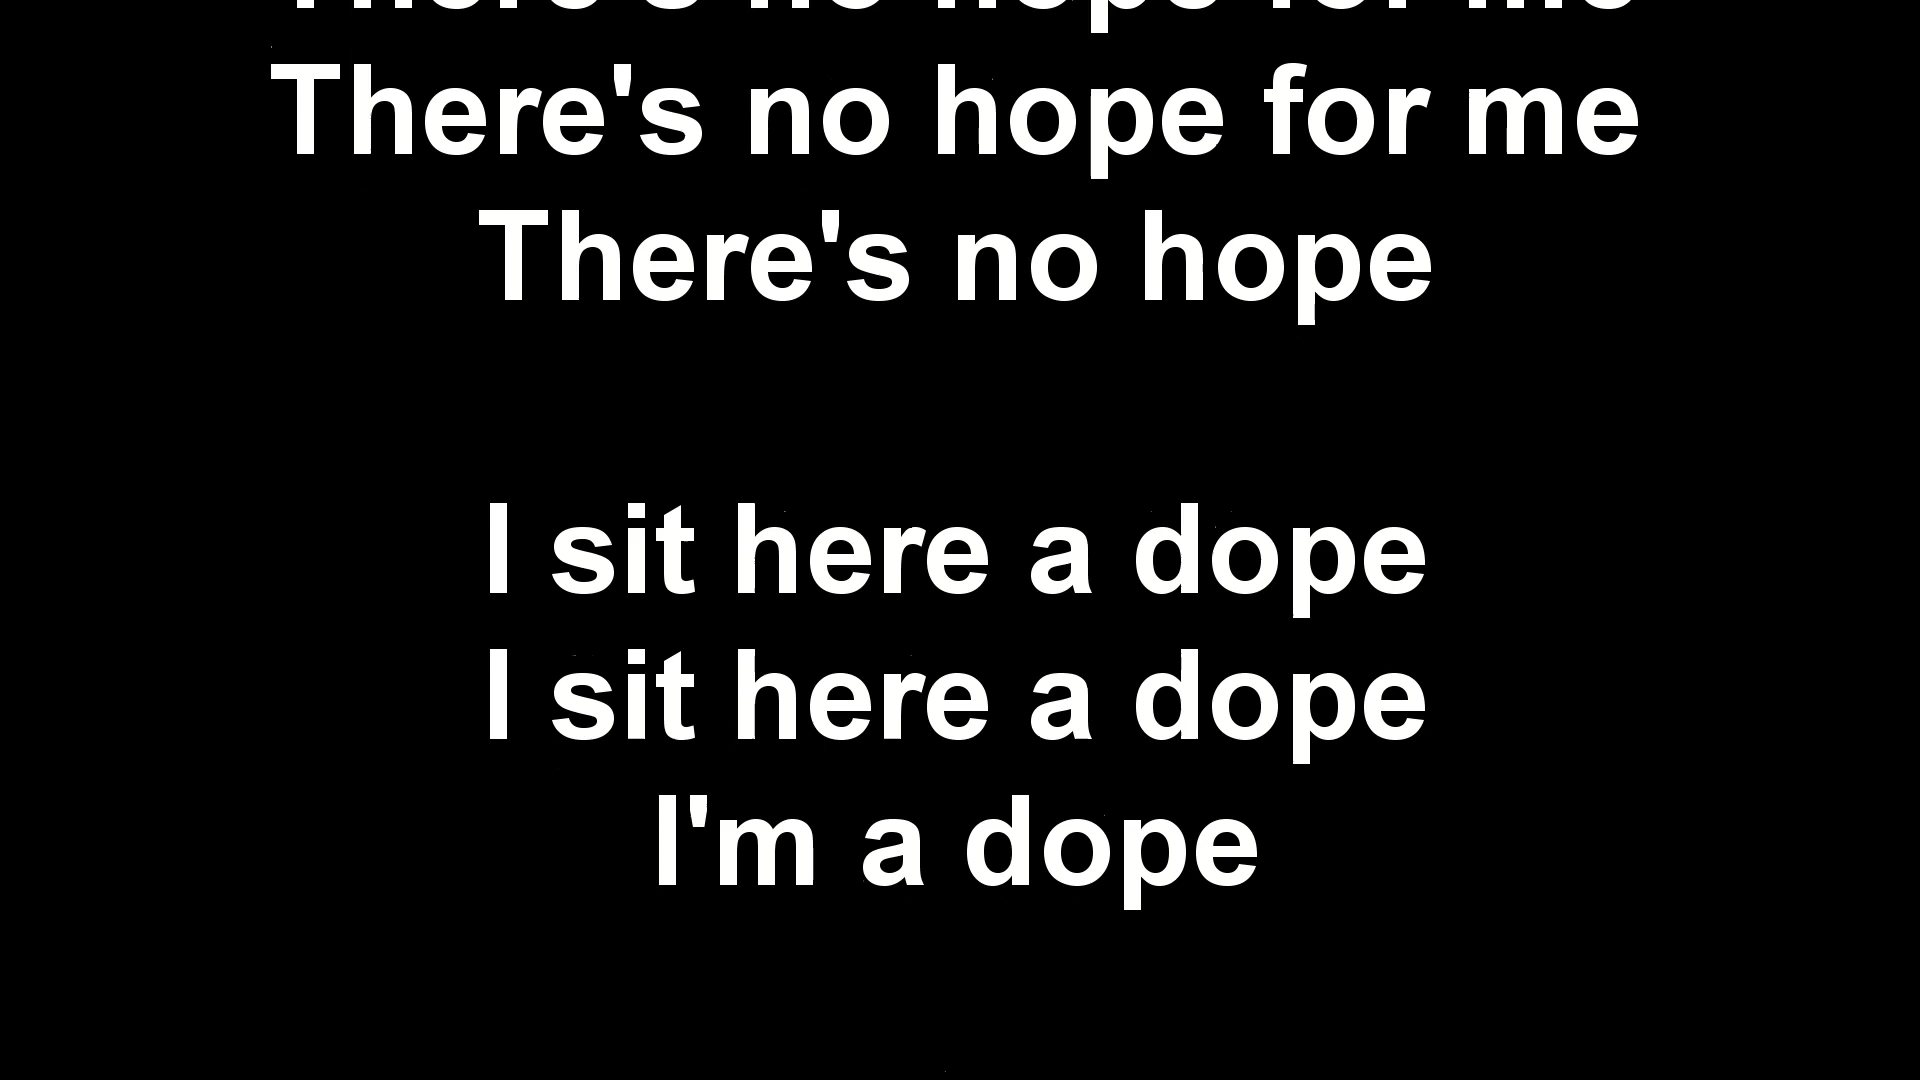 There's no hope for me
There's no hope for me
There's no hope
I sit here a dope
I sit here a dope
I'm a dope